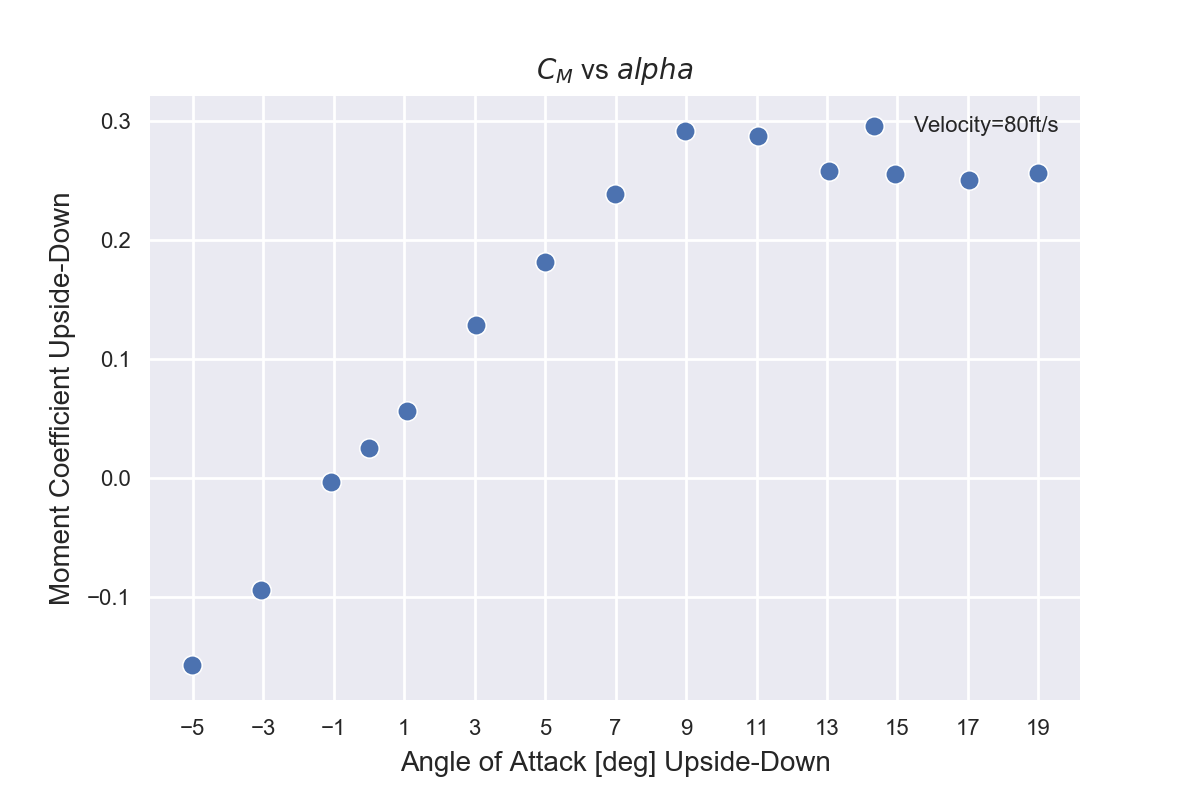 C_M vs alpha
Velocity=80ft/s
0.3
0.2
0.1
0.0
−0.1
Moment Coefficient Upside-Down
−5 −3 −1 1 3 5 7 9 11 13 15 17 19
Angle of Attack [deg] Upside-Down